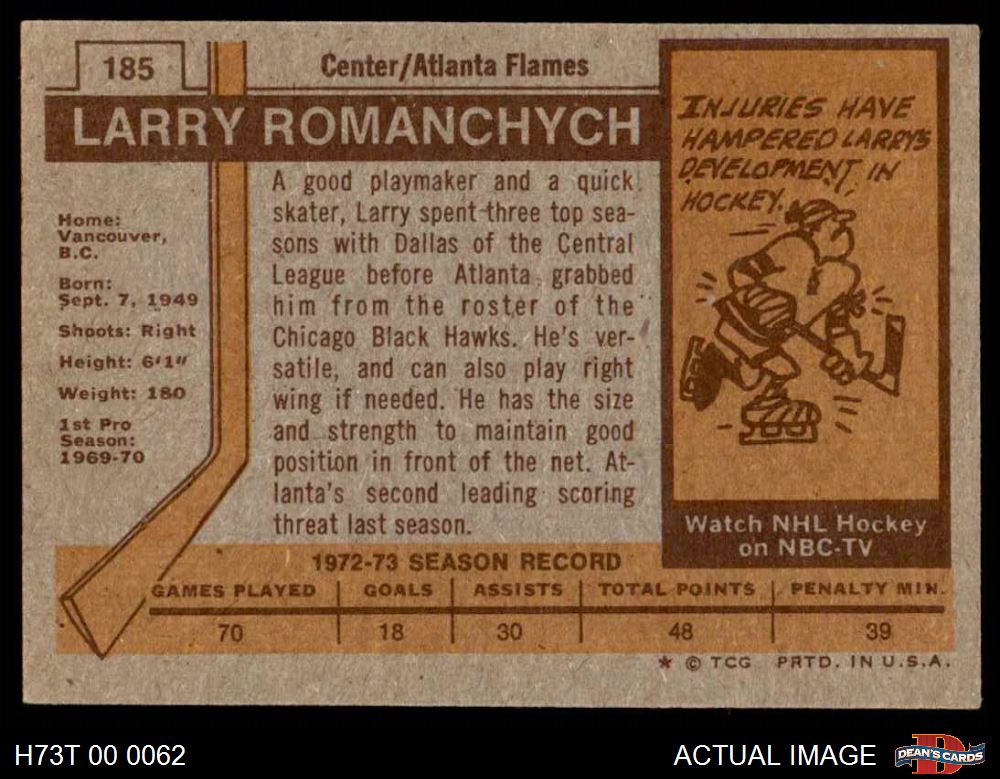 185
Center/Atlanta Flames
LARRY ROMANCHYCH
Home:
Vancouver,
B.C.
Born:
Sept. 7, 1949
Shoots: Right
Height: 6'1"
Weight: 180
1st Pro
Season:
1969-70
A good playmaker and a quick
skater, Larry spent three top sea-
sons with Dallas of the Central
League before Atlanta grabbed
him from the roster of the
Chicago Black Hawks. He's ver-
satile, and can also play right
wing if needed. He has the size
and strength to maintain good
position in front of the net. At-
lanta's second leading scoring
threat last season.
INJURIES HAVE
HAMPERED LARRY'S
DEVELOPMENT IN
HOCKEY.
Watch NHL Hockey
on NBC-TV
1972-73 SEASON RECORD
GAMES PLAYED GOALS ASSISTS TOTAL POINTS PENALTY MIN.
70 18 30 48 39
* © TCG PRTD. IN U.S.A.
H73T 00 0062
ACTUAL IMAGE
DEAN'S CARDS